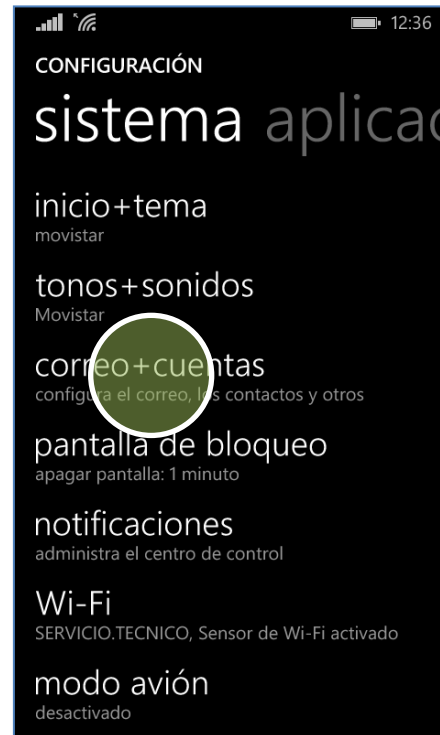 12:36
CONFIGURACIÓN
sistema aplicac
inicio+tema
movistar
tonos+sonidos
Movistar
correo+cuentas
configura el correo, los contactos y otros
pantalla de bloqueo
apagar pantalla: 1 minuto
notificaciones
administra el centro de control
Wi-Fi
SERVICIO.TECNICO, Sensor de Wi-Fi activado
modo avión
desactivado